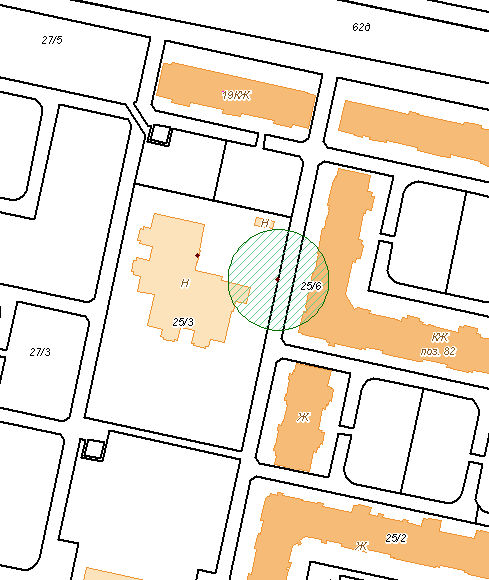 62д
27/5
19КЖ
Н
Н
25/6
25/3
КЖ
поз. 82
27/3
Ж
25/2
Ж